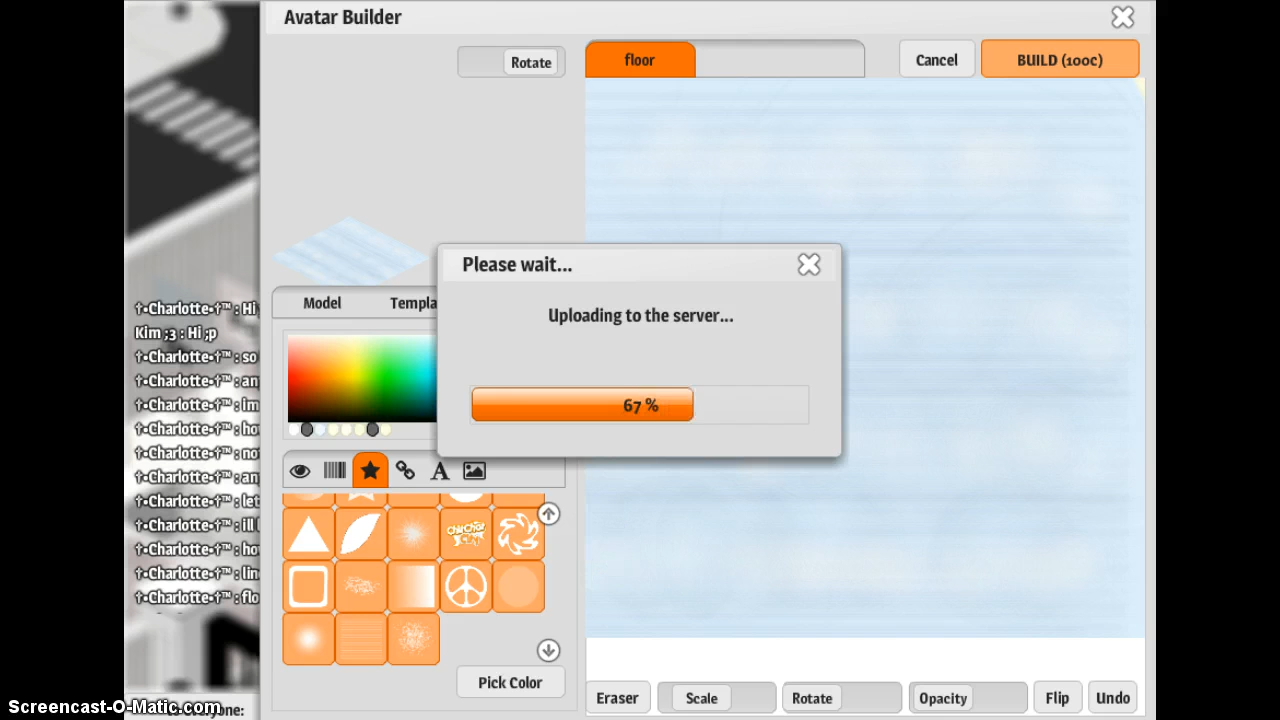 Avatar Builder
Rotate
floor
Cancel
BUILD (100C)
Please wait...
Uploading to the server...
67 %
Model
Templa
†•Charlotte•†™ : Hi
Kim ;3 : Hi ;p
†•Charlotte•†™ : so
†•Charlotte•†™ : an
†•Charlotte•†™ : Im
†•Charlotte•†™ : ho
†•Charlotte•†™ : no
†•Charlotte•†™ : an
†•Charlotte•†™ : let
†•Charlotte•†™ : ill
†•Charlotte•†™ : ho
†•Charlotte•†™ : lin
†•Charlotte•†™ : flo
A
Pick Color
Eraser
Scale
Rotate
Opacity
Flip
Undo
Screencast-O-Matic.com
to everyone: